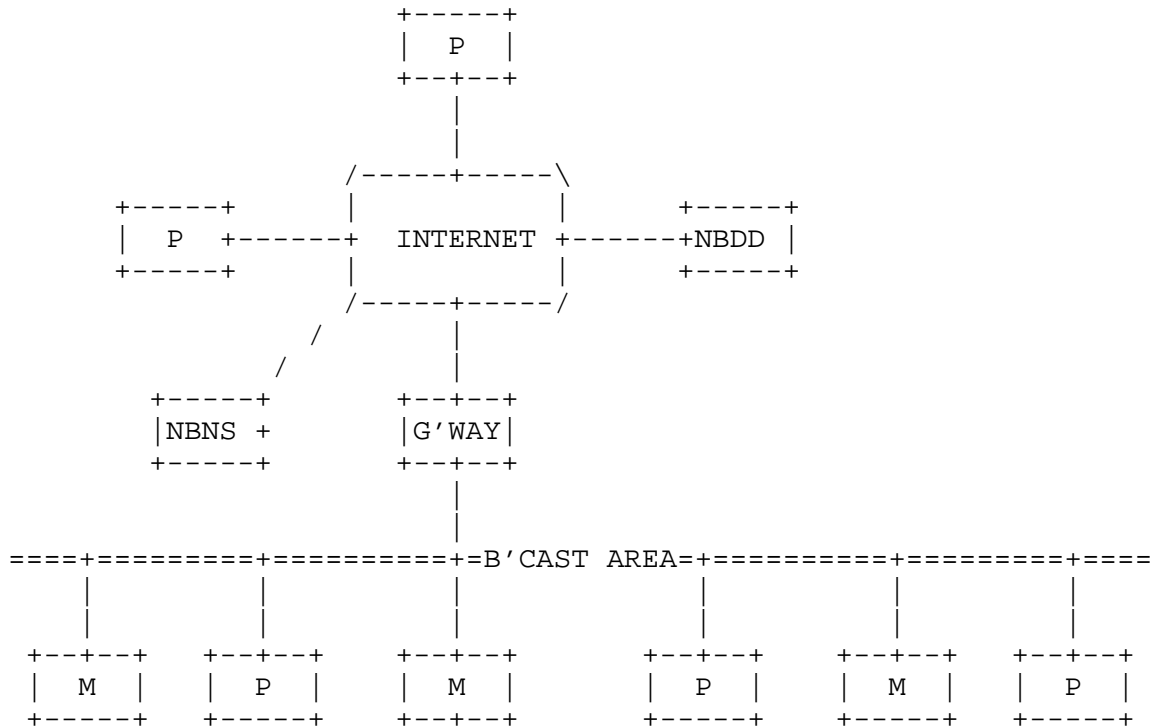 P
P INTERNET NBDD
NBNS G'WAY
B'CAST AREA
M P M P M P